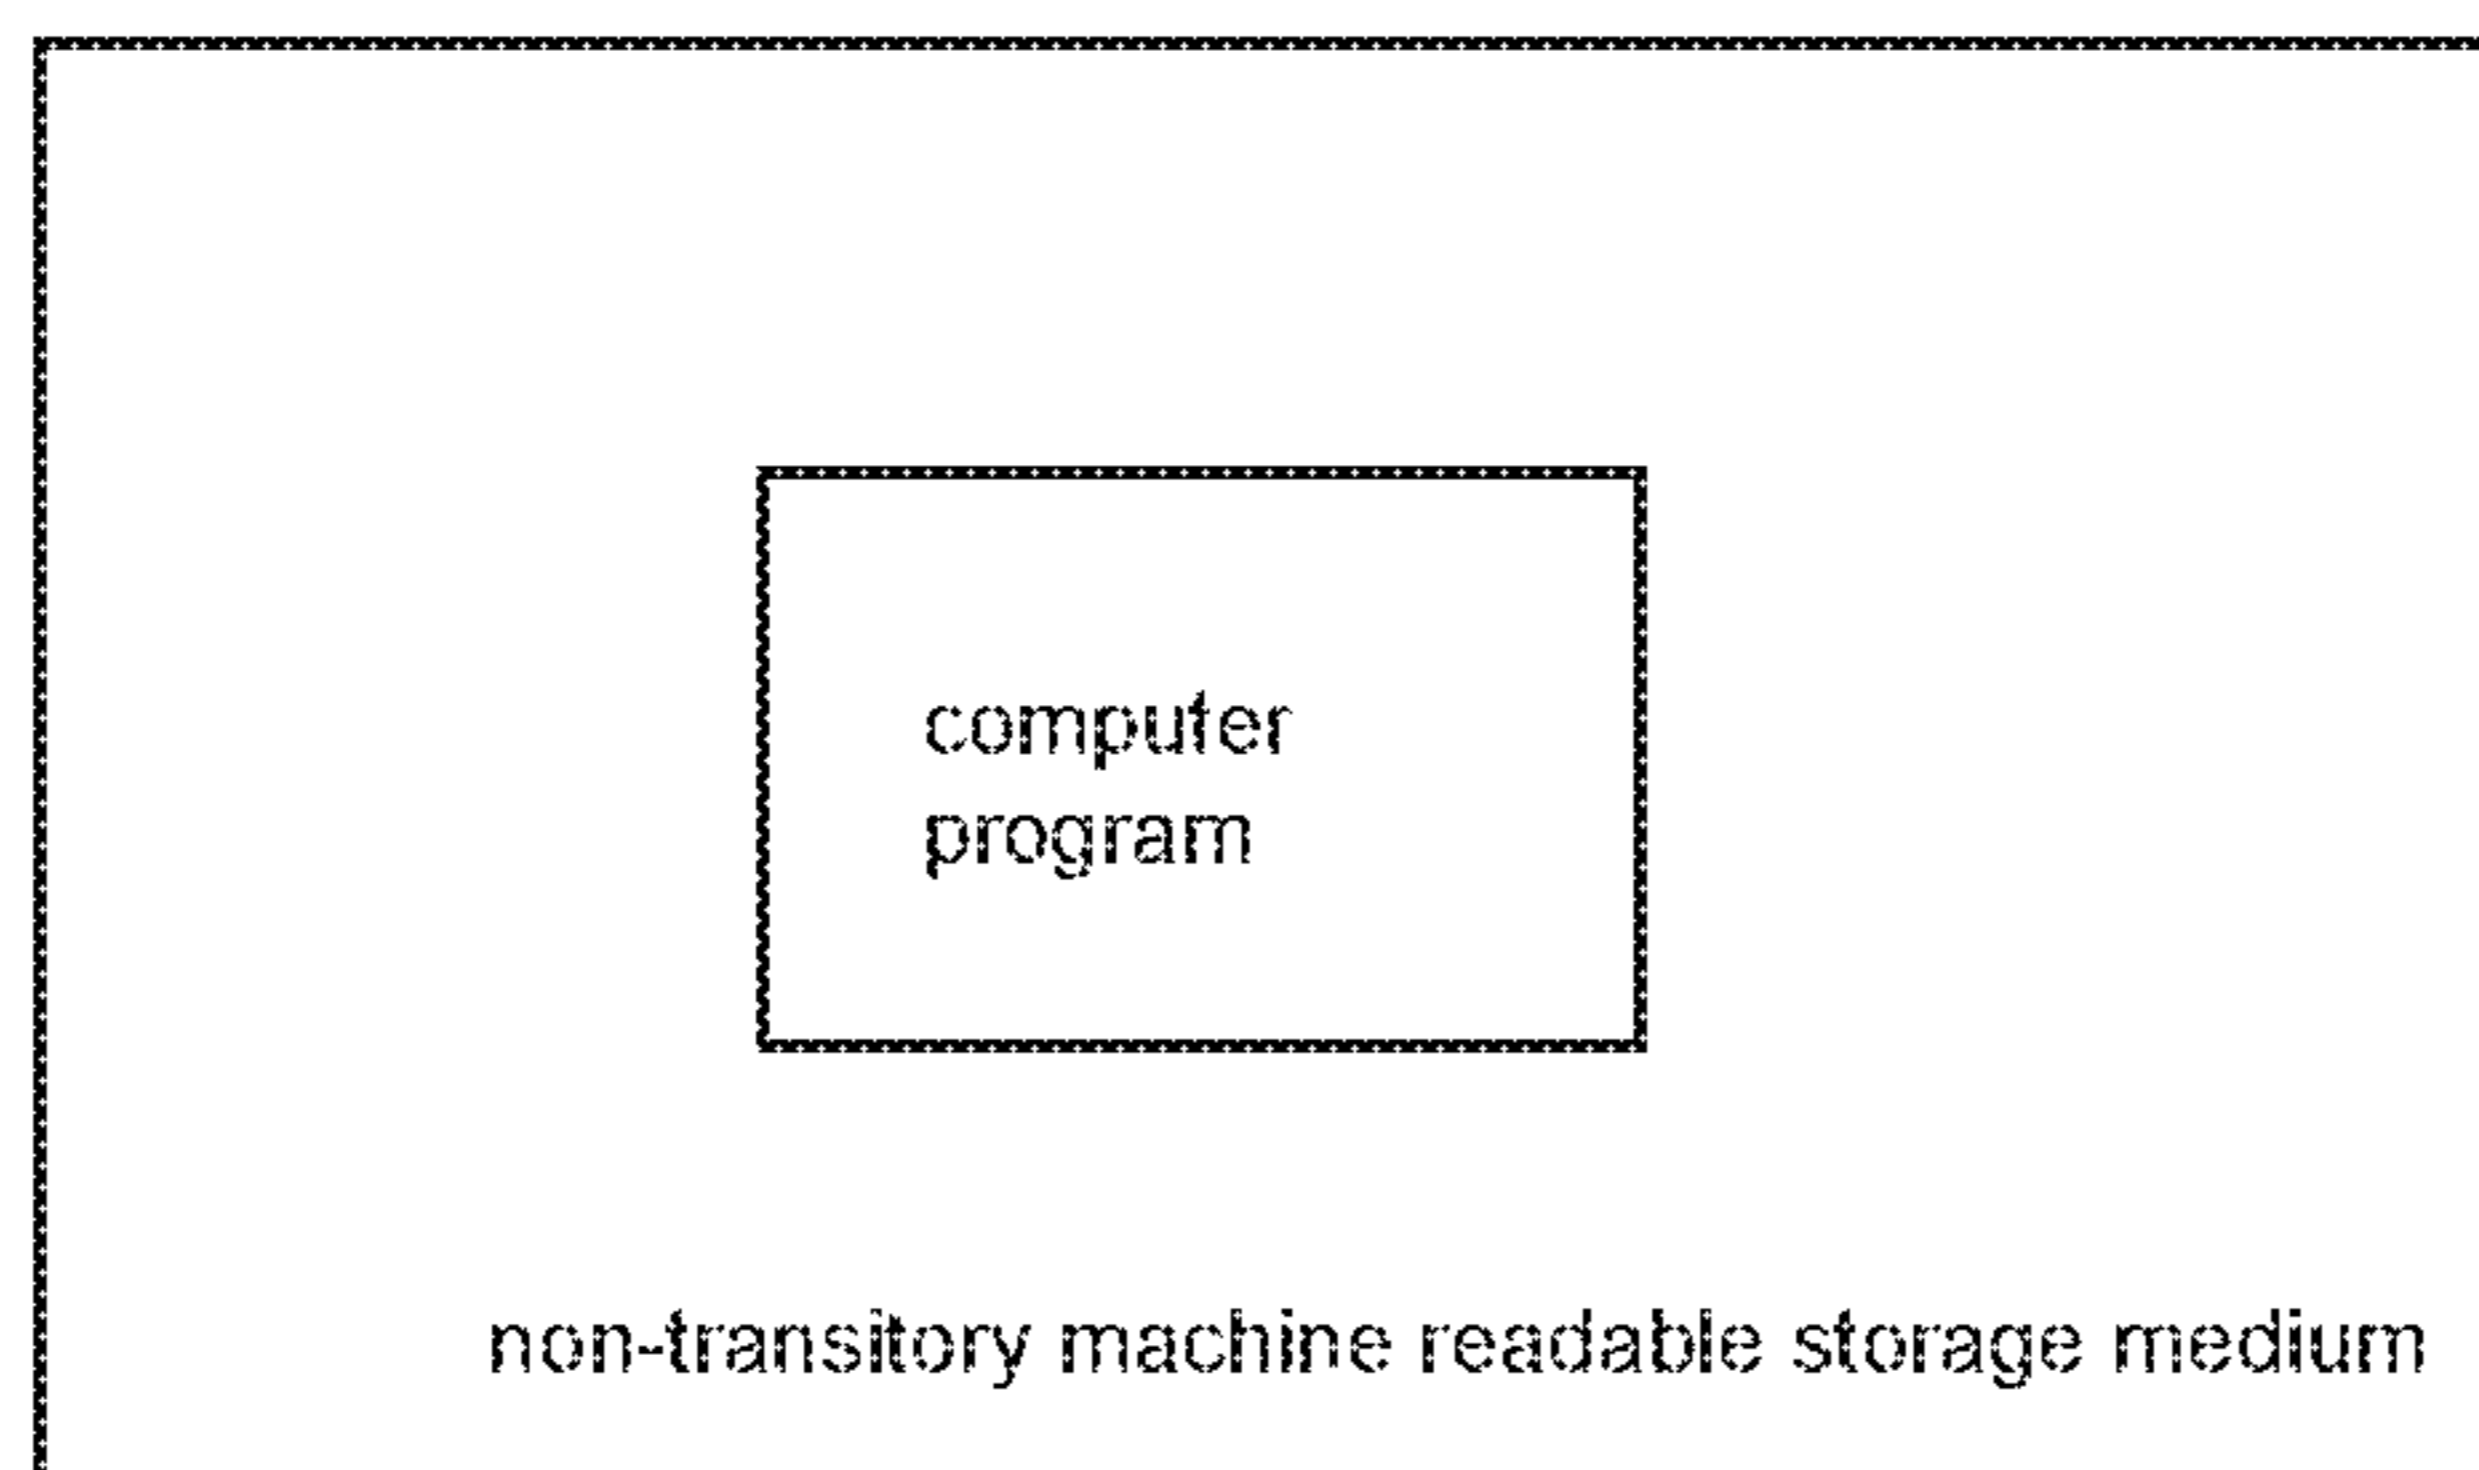 computer
program
non-transitory machine readable storage medium